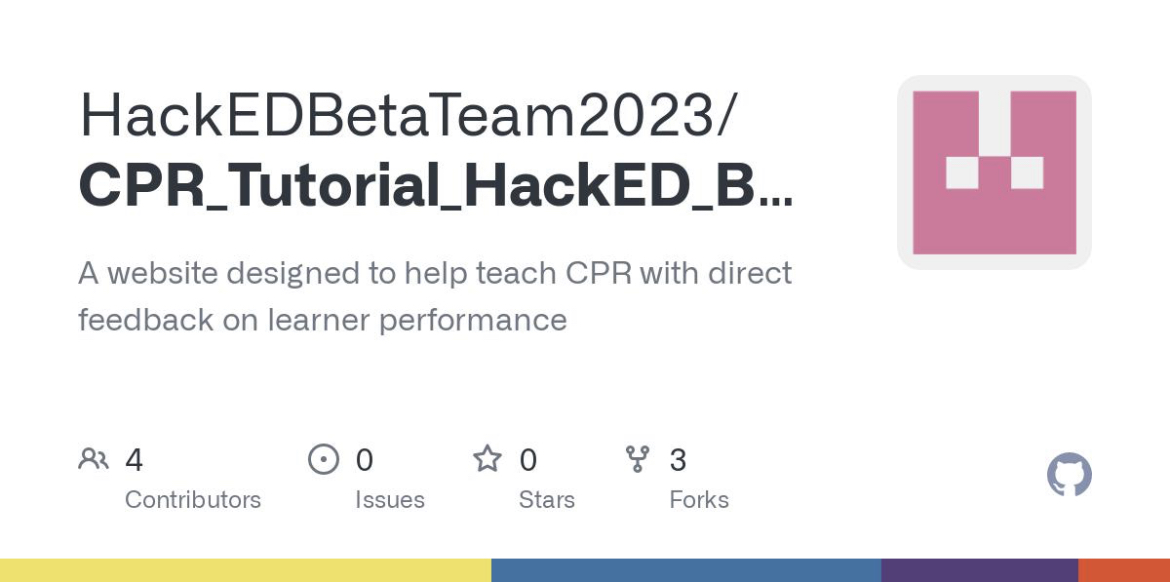 HackEDBetaTeam2023/
CPR_Tutorial_HackED_B...
A website designed to help teach CPR with direct
feedback on learner performance
4 0 0 3
Contributors Issues Stars Forks